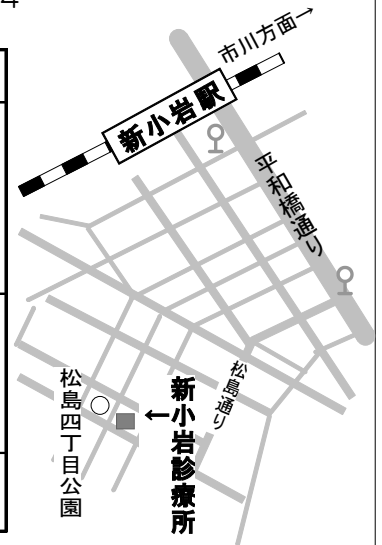 市川方面→
新小岩駅
平和橋通り
松島通り
←新小岩診療所
松島四丁目公園